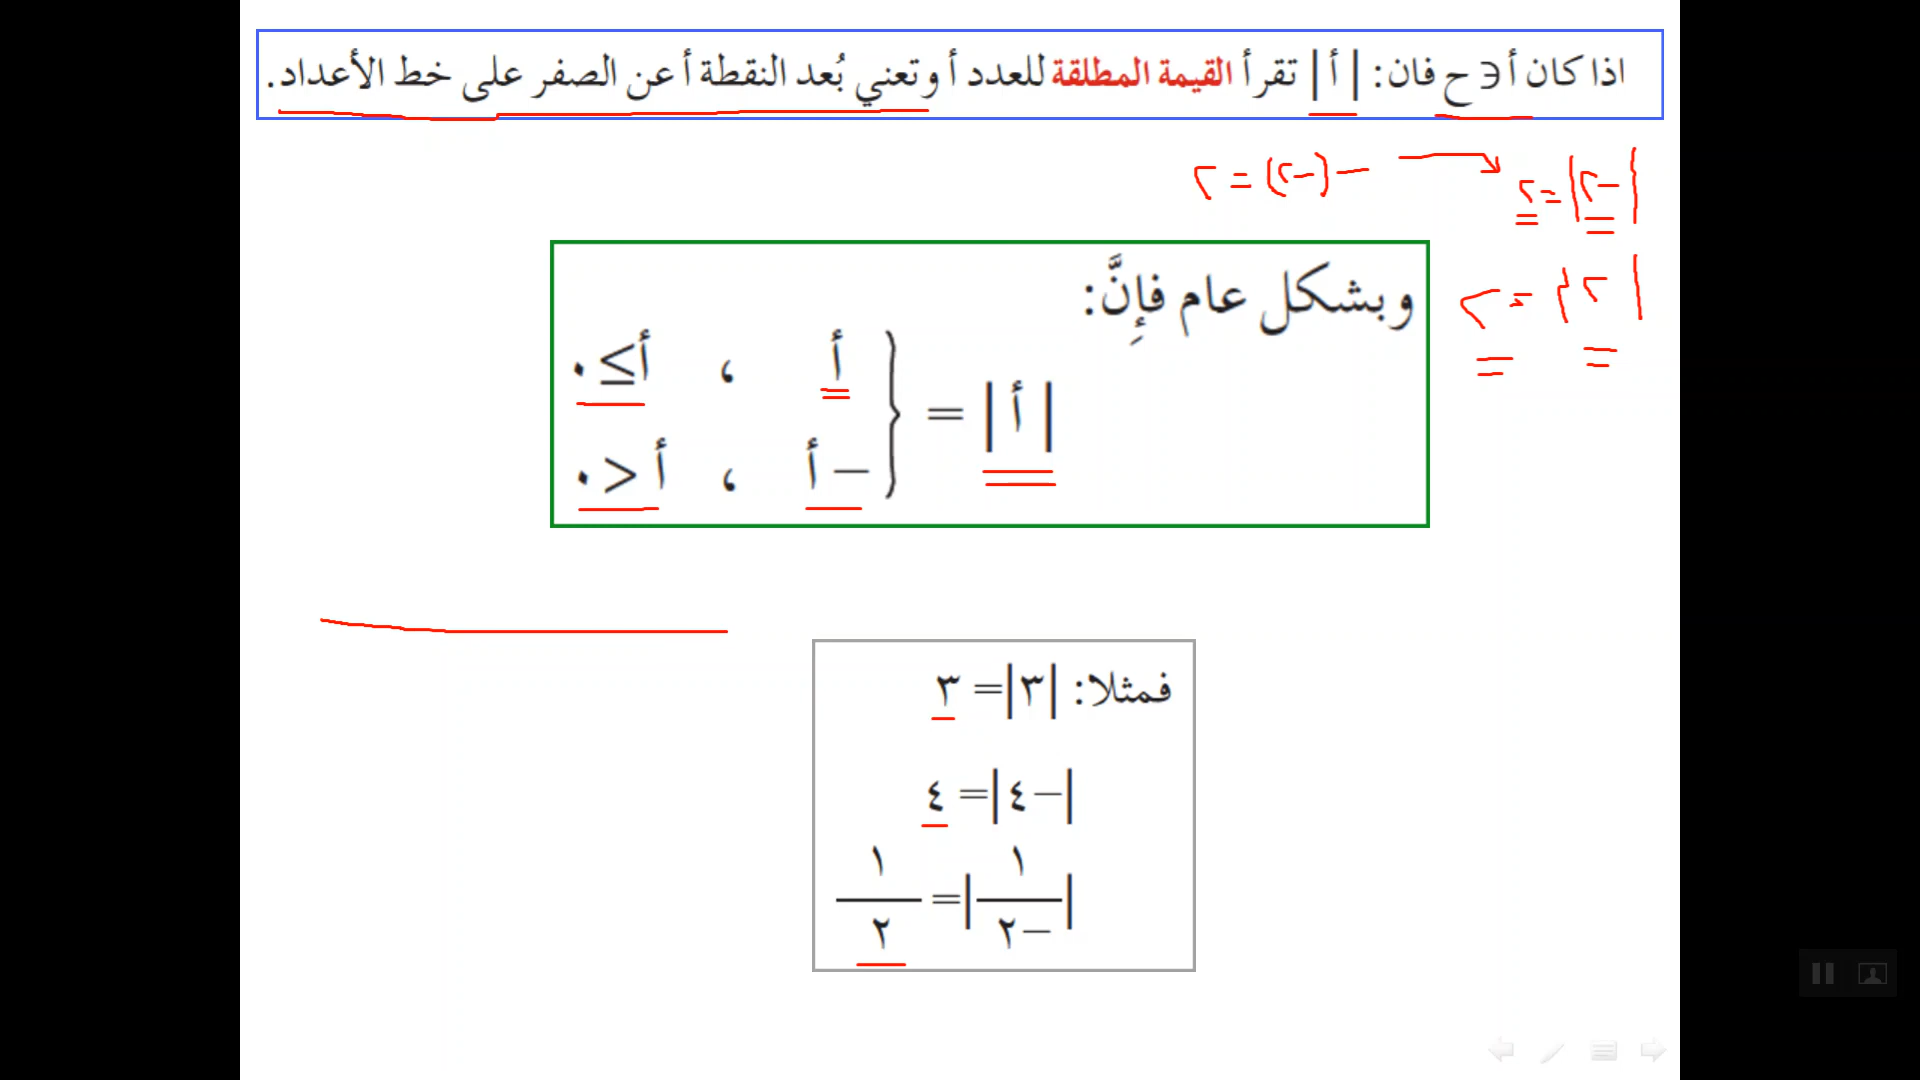 اذا كان أ ∋ ح فان: | أ | تقرأ القيمة المطلقة للعدد أ وتعني بُعد النقطة أ عن الصفر على خط الأعداد.
|−٢| = ٢
−(−٢) = ٢
|٢| = ٢
وبشكل عام فإِنَّ:
| أ | = {
أ ، أ ≥ ٠
−أ ، أ < ٠
فمثلا: |٣| = ٣
|−٤| = ٤
|١/−٢| = ١/٢